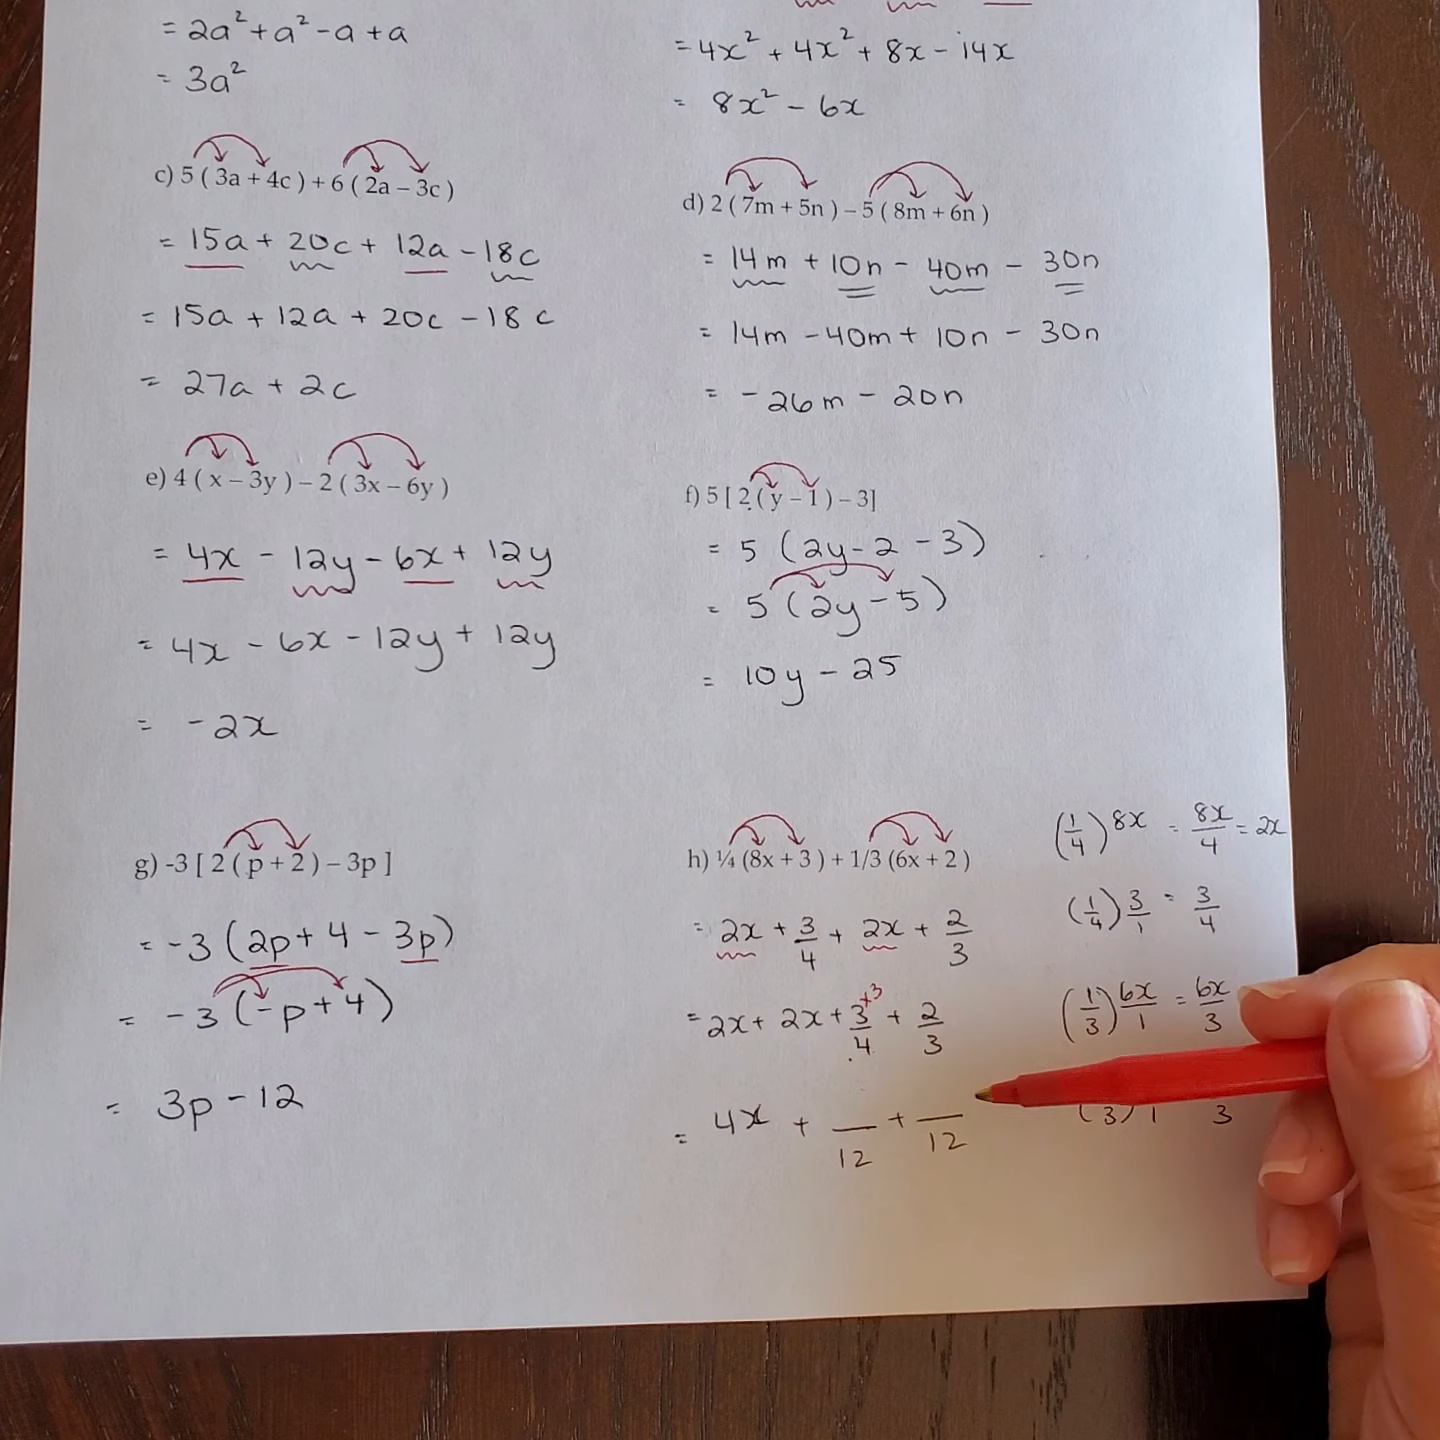 = 2a² + a² - a + a
= 3a²
= 4x² + 4x² + 8x - 14x
= 8x² - 6x
c) 5 ( 3a + 4c ) + 6 ( 2a – 3c )
= 15a + 20c + 12a - 18c
= 15a + 12a + 20c - 18c
= 27a + 2c
d) 2 ( 7m + 5n ) – 5 ( 8m + 6n )
= 14m + 10n - 40m - 30n
= 14m - 40m + 10n - 30n
= -26m - 20n
e) 4 ( x – 3y ) – 2 ( 3x – 6y )
= 4x - 12y - 6x + 12y
= 4x - 6x - 12y + 12y
= -2x
f) 5 [ 2 ( y – 1 ) – 3]
= 5 (2y - 2 - 3)
= 5 (2y - 5)
= 10y - 25
g) -3 [ 2 ( p + 2 ) – 3p ]
= -3 (2p + 4 - 3p)
= -3 (-p + 4)
= 3p - 12
h) ¼ (8x + 3 ) + 1/3 (6x + 2 )
= 2x + 3/4 + 2x + 2/3
= 2x + 2x + 3×3/4 + 2/3
= 4x + /12 + /12
(1/4) 8x = 8x/4 = 2x
(1/4) 3/1 = 3/4
(1/3) 6x/1 = 6x/3